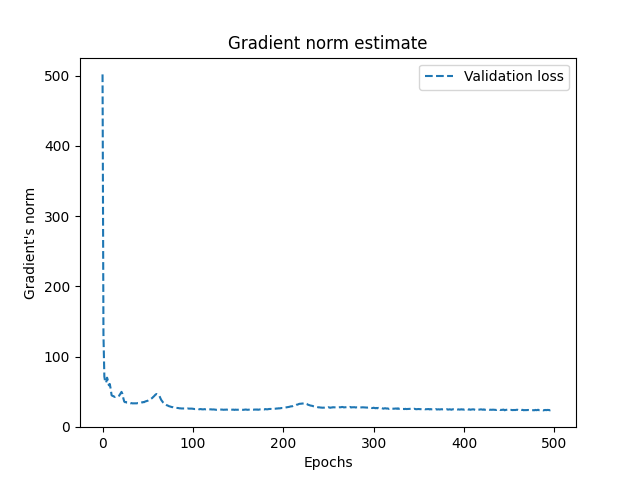 Gradient norm estimate
Validation loss
500
400
300
200
100
0
Gradient's norm
0 100 200 300 400 500
Epochs